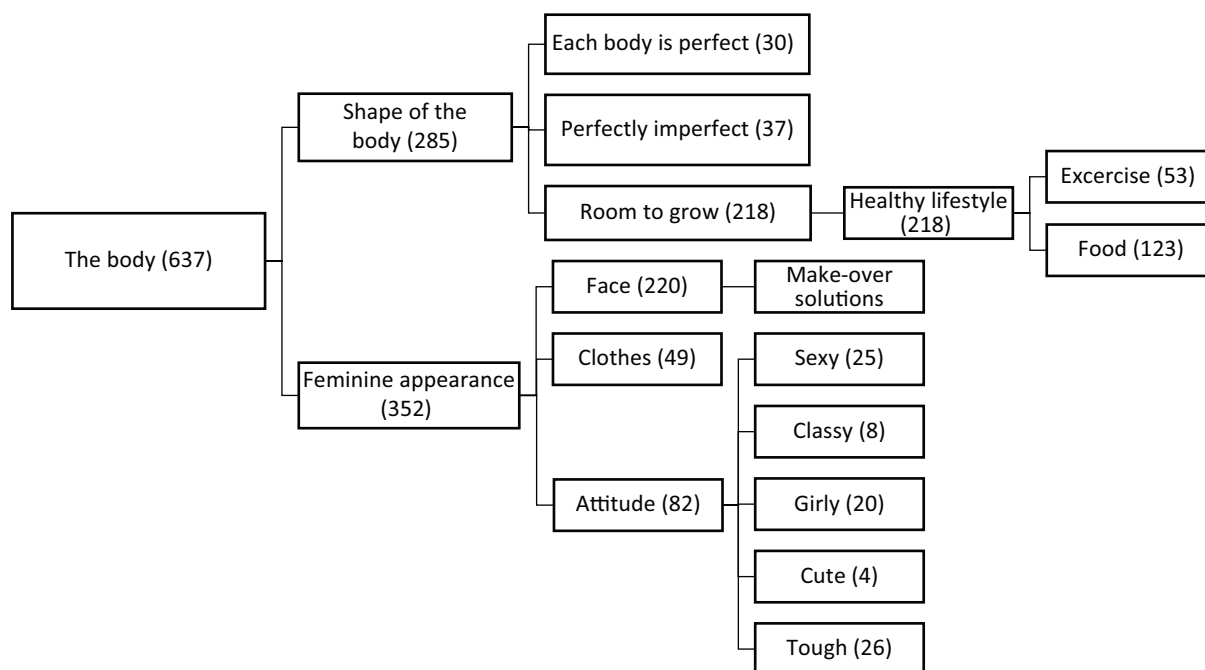 Each body is perfect (30)
Shape of the
body (285)
Perfectly imperfect (37)
Room to grow (218)
Healthy lifestyle
(218)
Excercise (53)
Food (123)
The body (637)
Feminine appearance
(352)
Face (220)
Make-over
solutions
Clothes (49)
Attitude (82)
Sexy (25)
Classy (8)
Girly (20)
Cute (4)
Tough (26)